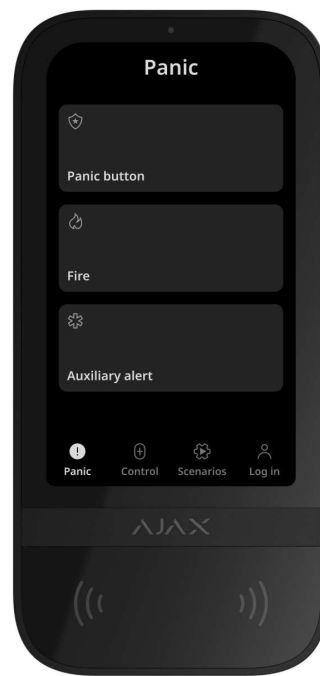 Panic
Panic button
Fire
Auxiliary alert
Panic Control Scenarios Log in
AJAX